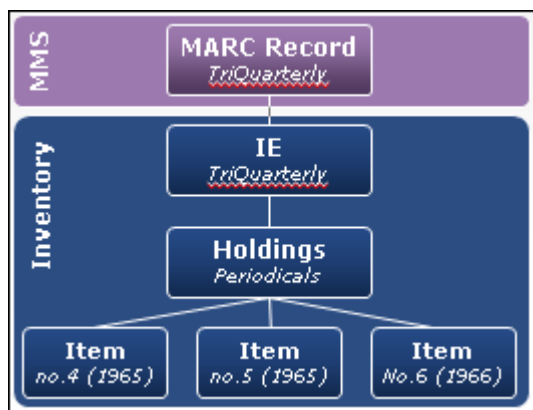 MMS
MARC Record
TriQuarterly
Inventory
IE
TriQuarterly
Holdings
Periodicals
Item
no.4 (1965)
Item
no.5 (1965)
Item
No.6 (1966)